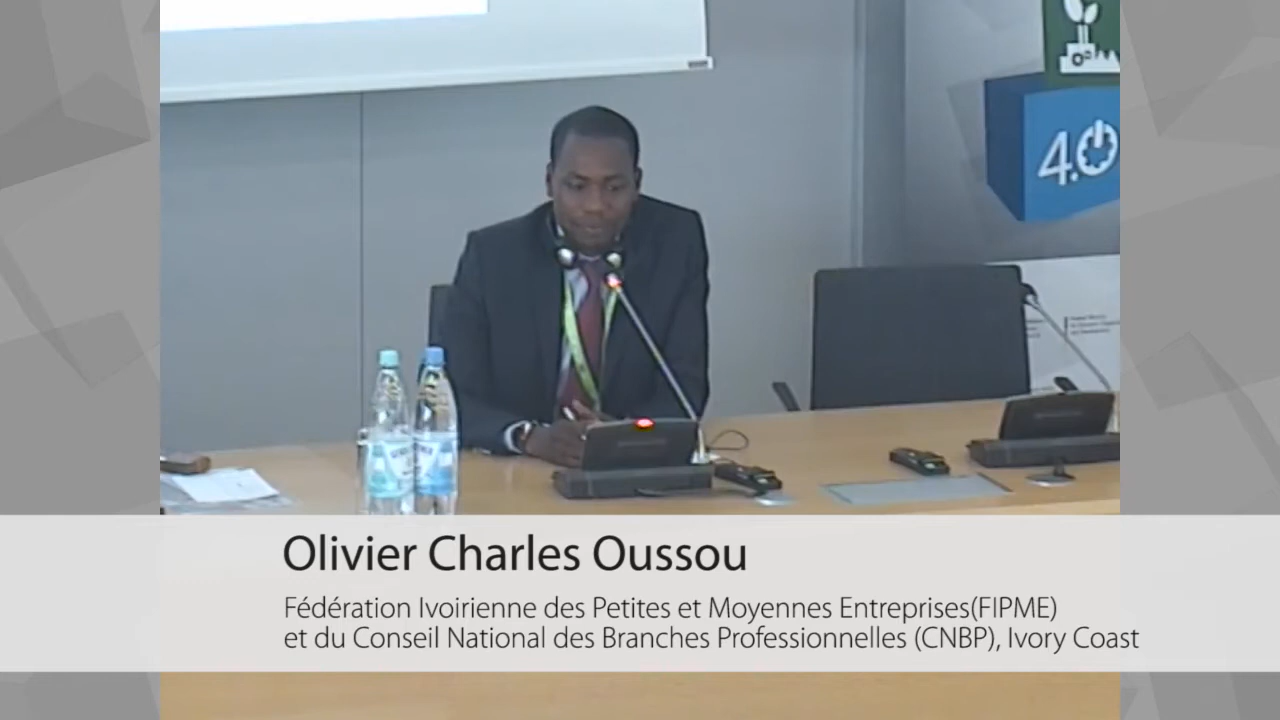 4.0
Olivier Charles Oussou
Fédération Ivoirienne des Petites et Moyennes Entreprises(FIPME)
et du Conseil National des Branches Professionnelles (CNBP), Ivory Coast